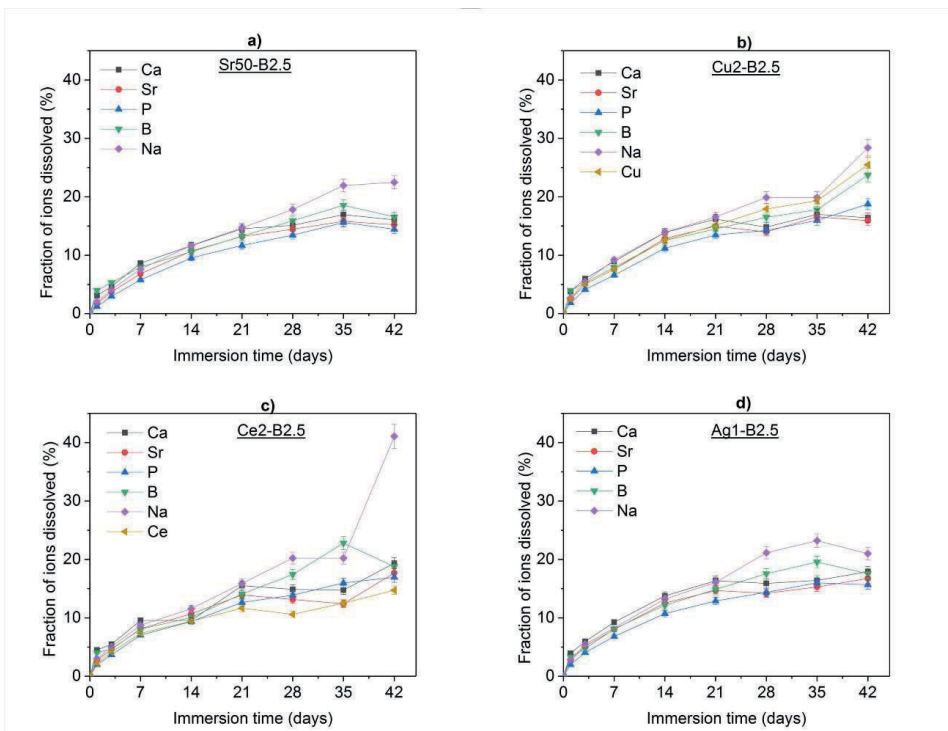 a)
Sr50-B2.5
Ca
Sr
P
B
Na
Fraction of ions dissolved (%)
40
30
20
10
0
0 7 14 21 28 35 42
Immersion time (days)
b)
Cu2-B2.5
Ca
Sr
P
B
Na
Cu
Fraction of ions dissolved (%)
40
30
20
10
0
0 7 14 21 28 35 42
Immersion time (days)
c)
Ce2-B2.5
Ca
Sr
P
B
Na
Ce
Fraction of ions dissolved (%)
40
30
20
10
0
0 7 14 21 28 35 42
Immersion time (days)
d)
Ag1-B2.5
Ca
Sr
P
B
Na
Fraction of ions dissolved (%)
40
30
20
10
0
0 7 14 21 28 35 42
Immersion time (days)